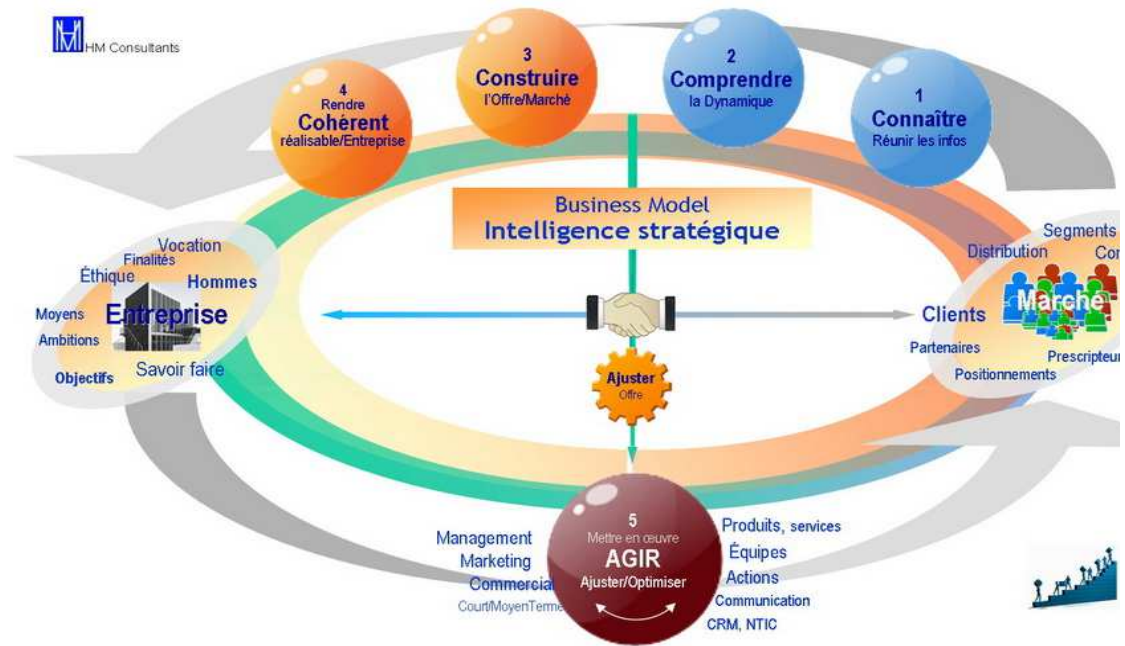 HM Consultants
4
Rendre
Cohérent
réalisable/Entreprise
3
Construire
l'Offre/Marché
2
Comprendre
la Dynamique
1
Connaître
Réunir les infos
Business Model
Intelligence stratégique
Vocation
Finalités
Éthique
Hommes
Moyens
Entreprise
Ambitions
Savoir faire
Objectifs
Segments
Distribution
Con
Marché
Clients
Partenaires
Prescripteur
Positionnements
Ajuster
Offre
5
Mettre en œuvre
AGIR
Ajuster/Optimiser
Management
Marketing
Commercial
Court/MoyenTerme
Produits, services
Équipes
Actions
Communication
CRM, NTIC